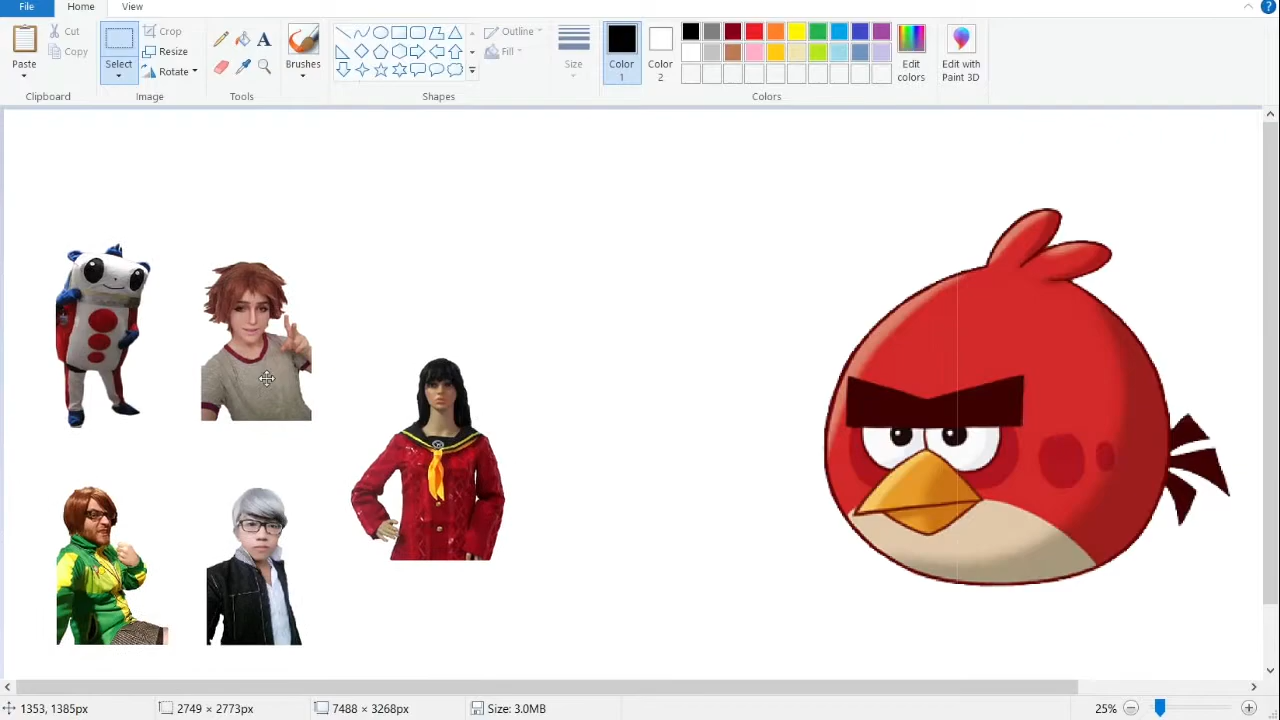 File Home View
Paste Cut Copy
Select Crop Resize Rotate
Brushes
Outline Fill
Size
Color 1 Color 2
Edit colors
Edit with Paint 3D
Clipboard Image Tools Shapes Colors
1353, 1385px 2749 × 2773px 7488 × 3268px Size: 3.0MB 25%